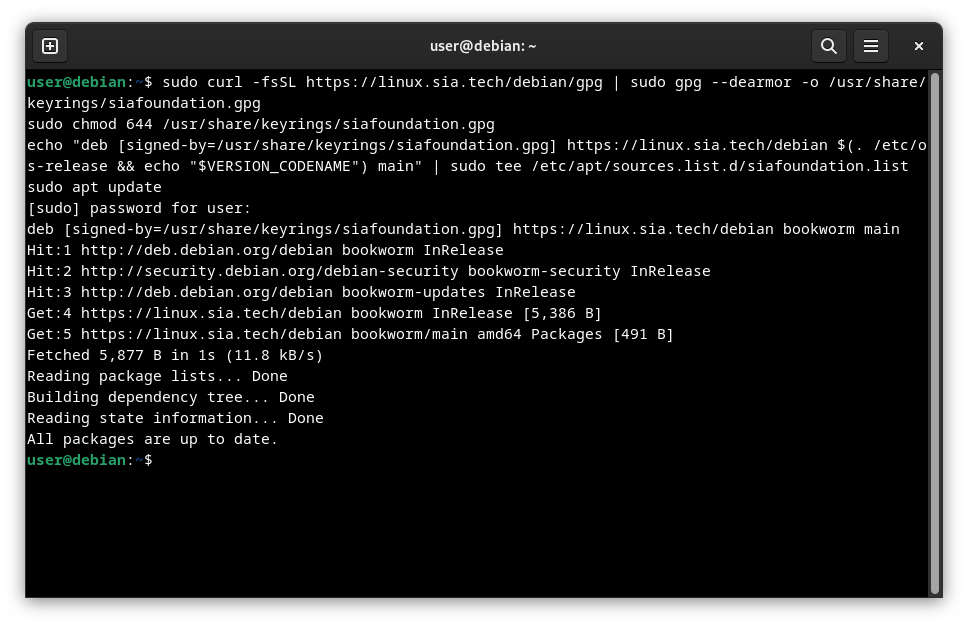 user@debian: ~
user@debian:~$ sudo curl -fsSL https://linux.sia.tech/debian/gpg | sudo gpg --dearmor -o /usr/share/
keyrings/siafoundation.gpg
sudo chmod 644 /usr/share/keyrings/siafoundation.gpg
echo "deb [signed-by=/usr/share/keyrings/siafoundation.gpg] https://linux.sia.tech/debian $(. /etc/o
s-release && echo "$VERSION_CODENAME") main" | sudo tee /etc/apt/sources.list.d/siafoundation.list
sudo apt update
[sudo] password for user:
deb [signed-by=/usr/share/keyrings/siafoundation.gpg] https://linux.sia.tech/debian bookworm main
Hit:1 http://deb.debian.org/debian bookworm InRelease
Hit:2 http://security.debian.org/debian-security bookworm-security InRelease
Hit:3 http://deb.debian.org/debian bookworm-updates InRelease
Get:4 https://linux.sia.tech/debian bookworm InRelease [5,386 B]
Get:5 https://linux.sia.tech/debian bookworm/main amd64 Packages [491 B]
Fetched 5,877 B in 1s (11.8 kB/s)
Reading package lists... Done
Building dependency tree... Done
Reading state information... Done
All packages are up to date.
user@debian:~$